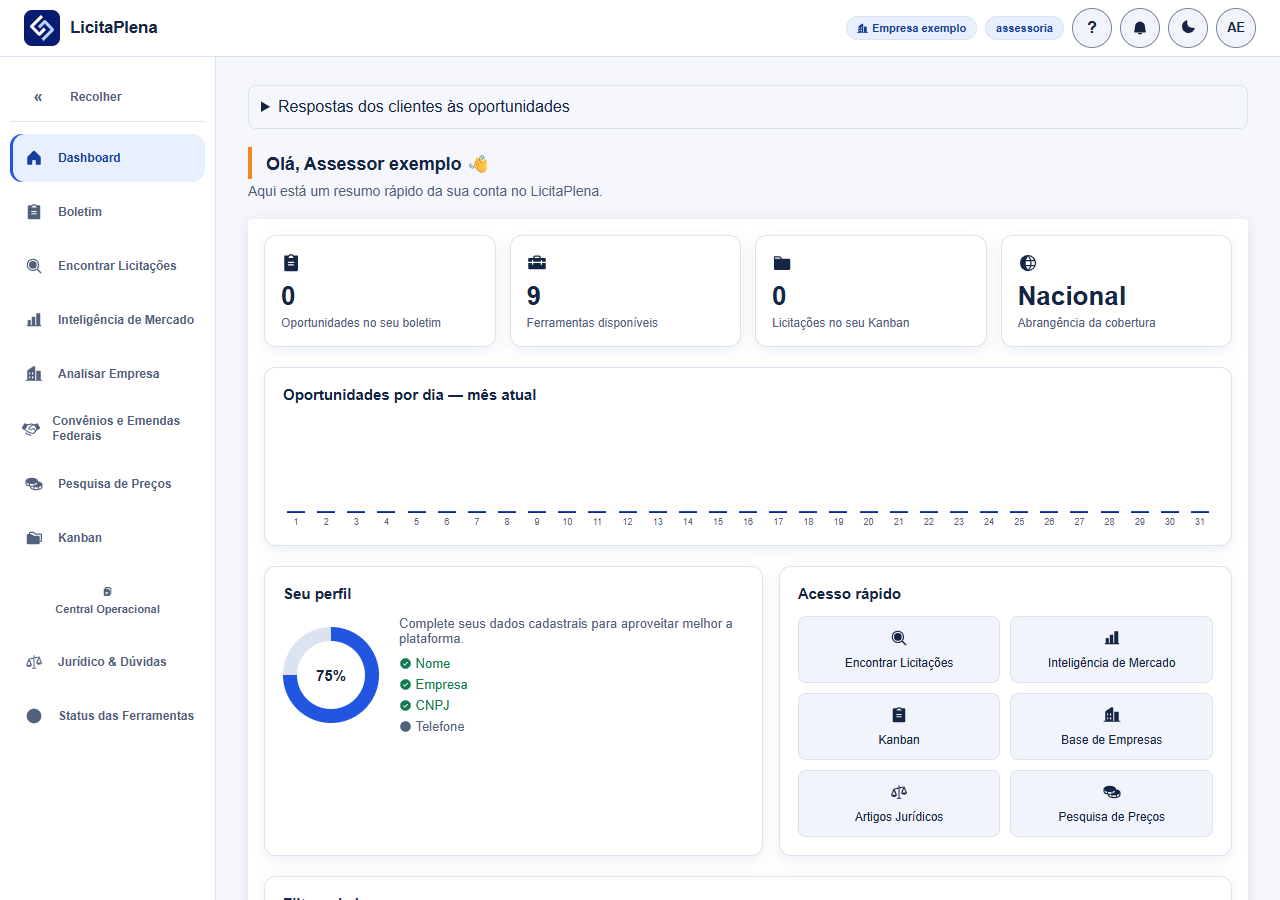 LicitaPlena
Empresa exemplo
assessoria
?
AE
« Recolher
Dashboard
Boletim
Encontrar Licitações
Inteligência de Mercado
Analisar Empresa
Convênios e Emendas
Federais
Pesquisa de Preços
Kanban
Central Operacional
Jurídico & Dúvidas
Status das Ferramentas
Respostas dos clientes às oportunidades
Olá, Assessor exemplo 👋
Aqui está um resumo rápido da sua conta no LicitaPlena.
0
Oportunidades no seu boletim
9
Ferramentas disponíveis
0
Licitações no seu Kanban
Nacional
Abrangência da cobertura
Oportunidades por dia — mês atual
1 2 3 4 5 6 7 8 9 10 11 12 13 14 15 16 17 18 19 20 21 22 23 24 25 26 27 28 29 30 31
Seu perfil
75%
Complete seus dados cadastrais para aproveitar melhor a
plataforma.
Nome
Empresa
CNPJ
Telefone
Acesso rápido
Encontrar Licitações
Inteligência de Mercado
Kanban
Base de Empresas
Artigos Jurídicos
Pesquisa de Preços